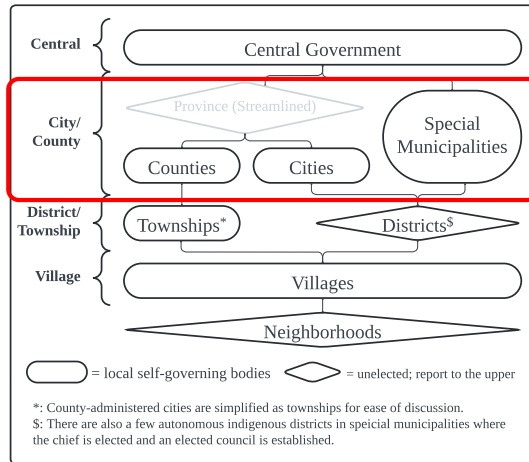 Central
Central Government
City/
County
Province (Streamlined)
Special
Municipalities
Counties
Cities
District/
Township
Townships*
Districts$
Village
Villages
Neighborhoods
= local self-governing bodies
= unelected; report to the upper
*: County-administered cities are simplified as townships for ease of discussion.
$: There are also a few autonomous indigenous districts in speicial municipalities where
the chief is elected and an elected council is established.